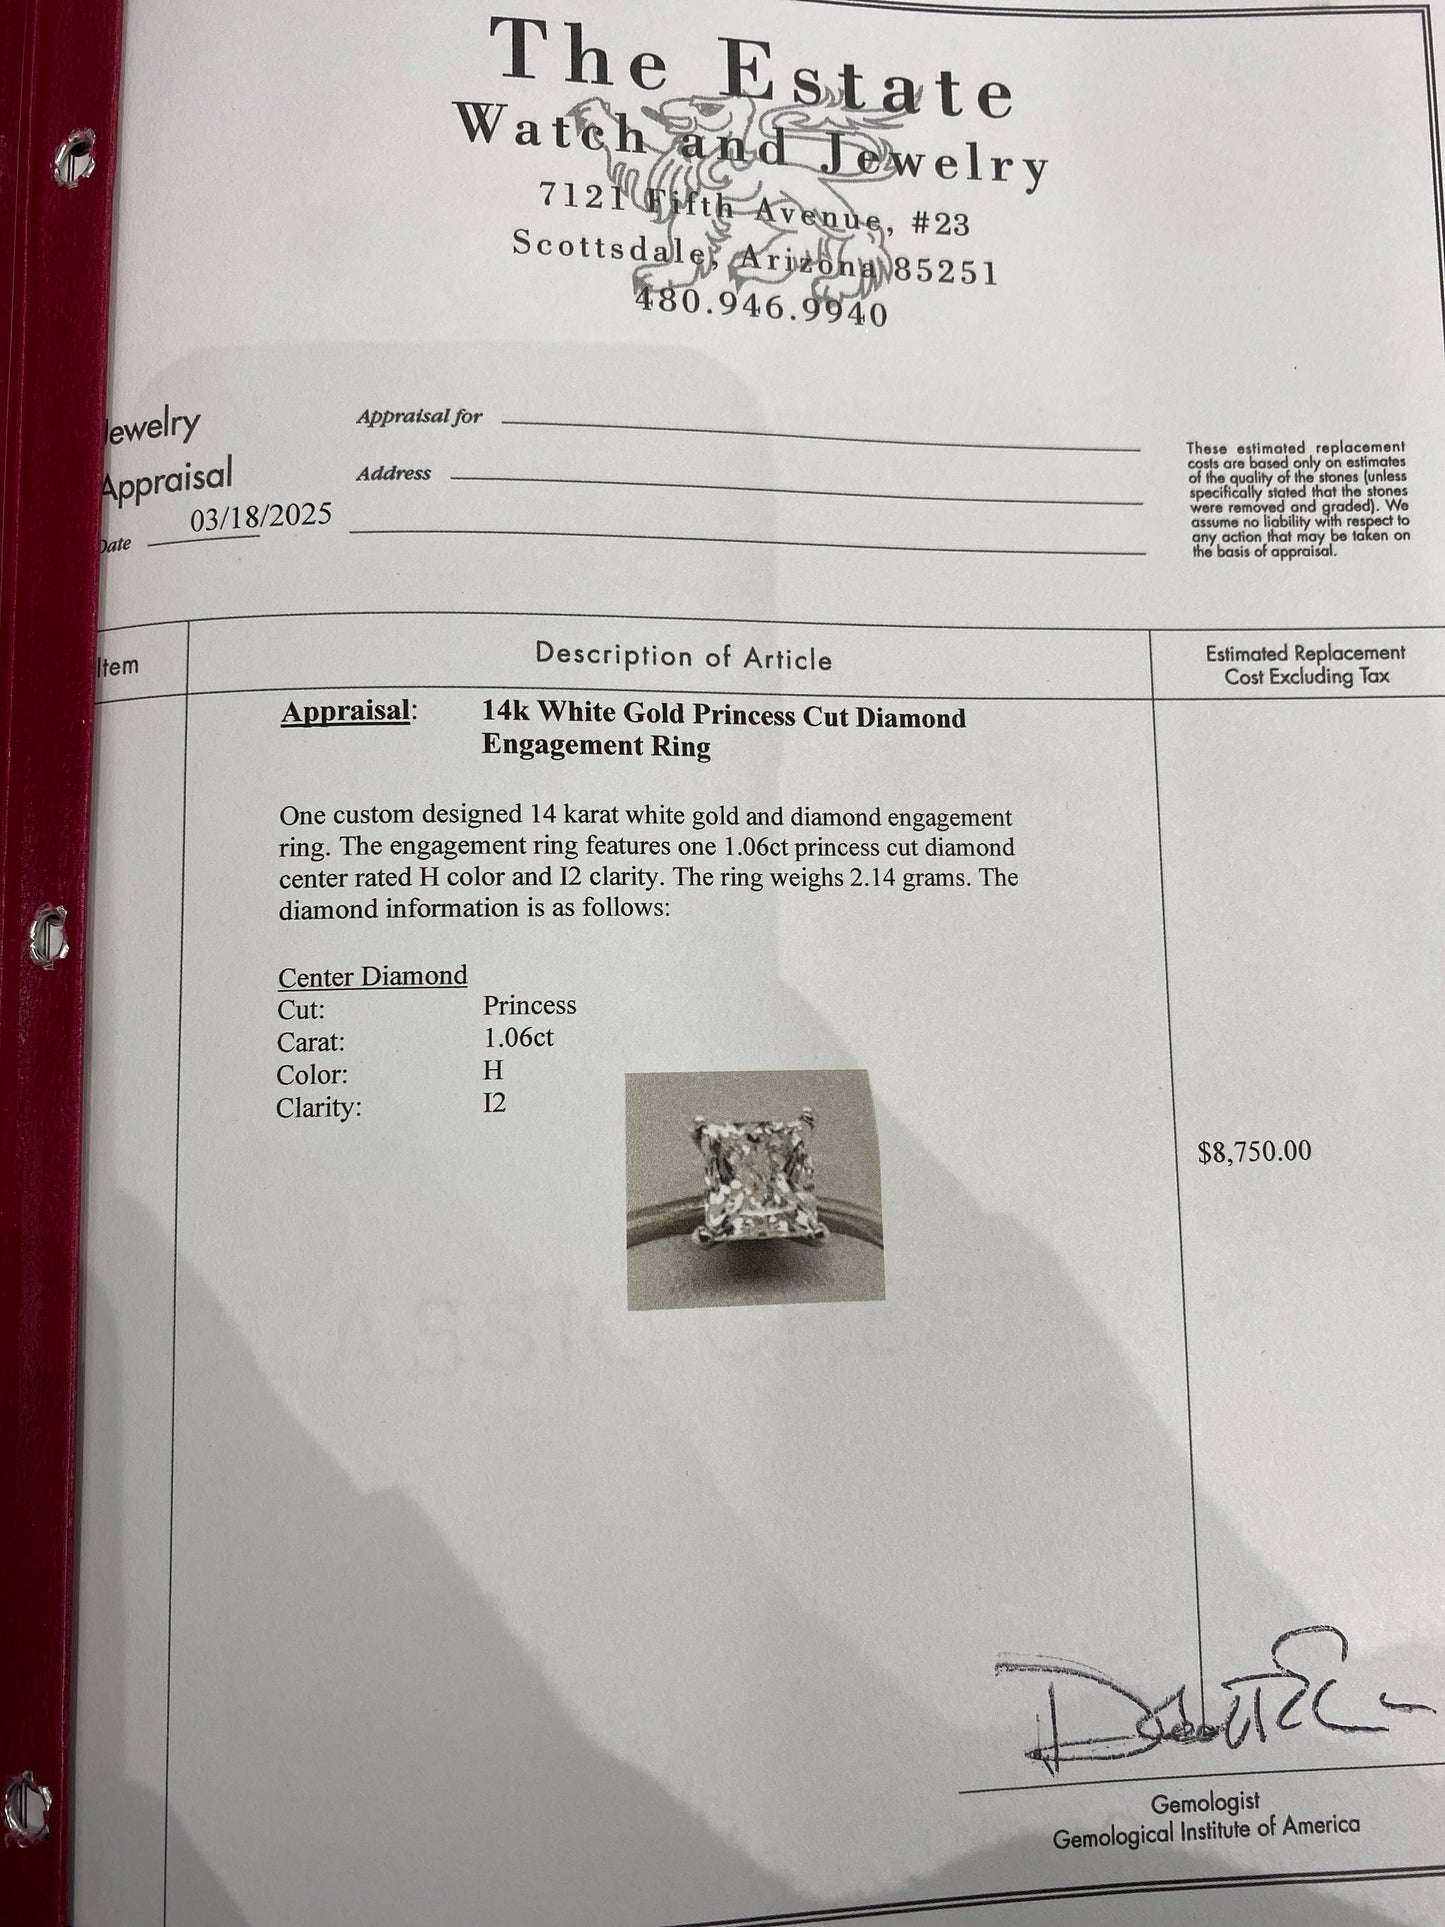 The Estate
Watch and Jewelry
7121 Fifth Avenue, #23
Scottsdale, Arizona 85251
480.946.9940
Jewelry
Appraisal
Date 03/18/2025
Appraisal for
Address
These estimated replacement
costs are based only on estimates
of the quality of the stones (unless
specifically stated that the stones
were removed and graded). We
assume no liability with respect to
any action that may be taken on
the basis of appraisal.
Item
Description of Article
Estimated Replacement
Cost Excluding Tax
Appraisal: 14k White Gold Princess Cut Diamond
Engagement Ring
One custom designed 14 karat white gold and diamond engagement
ring. The engagement ring features one 1.06ct princess cut diamond
center rated H color and I2 clarity. The ring weighs 2.14 grams. The
diamond information is as follows:
Center Diamond
Cut: Princess
Carat: 1.06ct
Color: H
Clarity: I2
$8,750.00
Gemologist
Gemological Institute of America